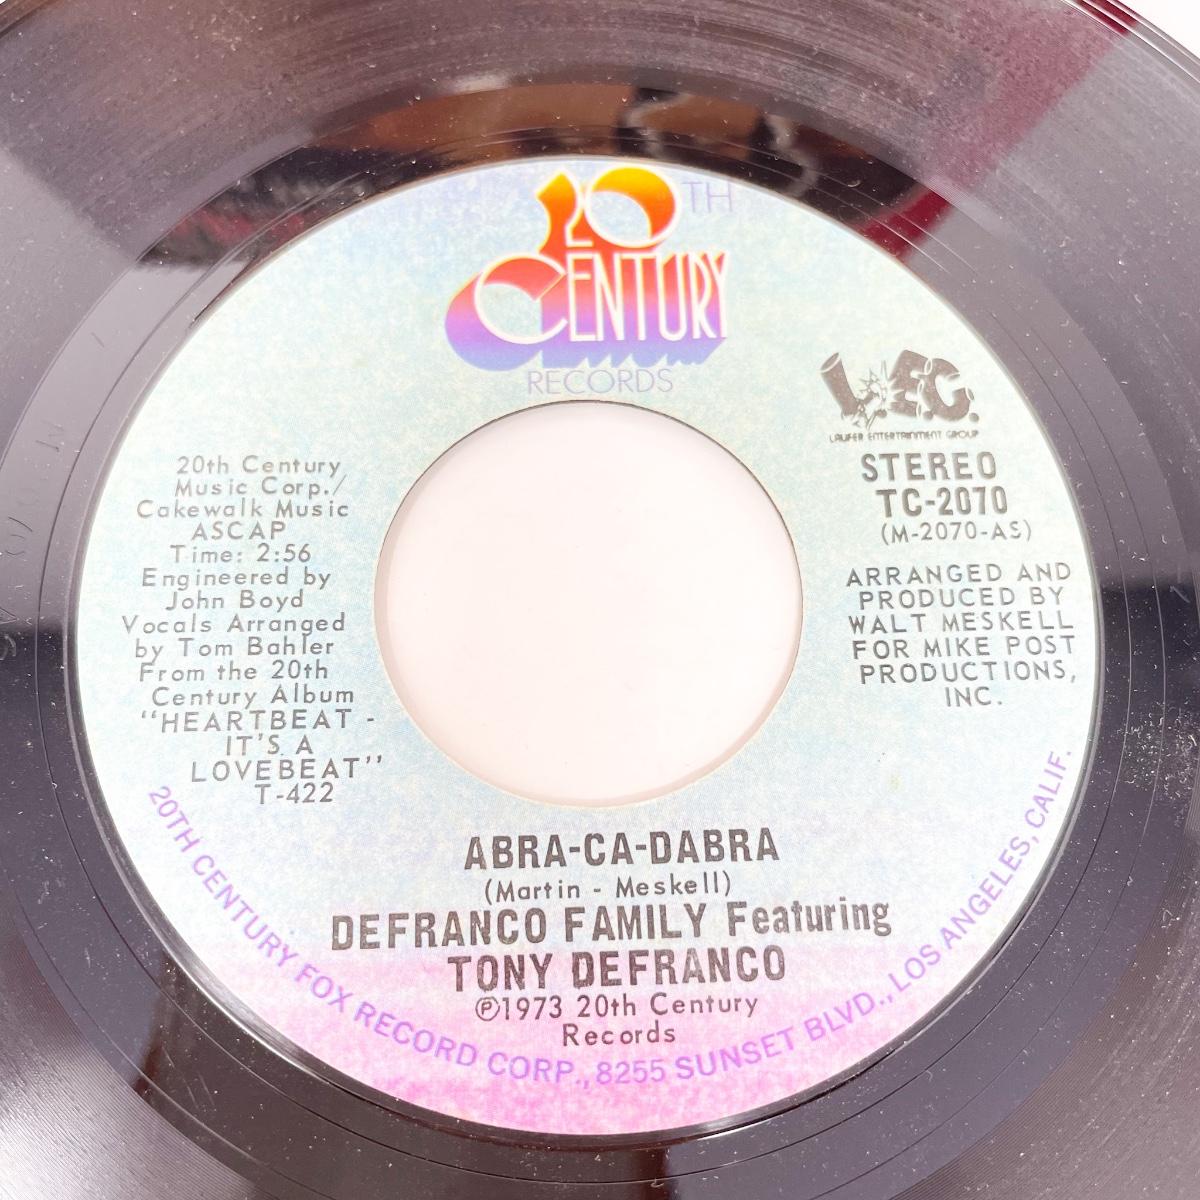 20TH
CENTURY
RECORDS
L.E.G.
LAUFER ENTERTAINMENT GROUP
STEREO
TC-2070
(M-2070-AS)
ARRANGED AND
PRODUCED BY
WALT MESKELL
FOR MIKE POST
PRODUCTIONS,
INC.
20th Century
Music Corp./
Cakewalk Music
ASCAP
Time: 2:56
Engineered by
John Boyd
Vocals Arranged
by Tom Bahler
From the 20th
Century Album
"HEARTBEAT -
IT'S A
LOVEBEAT"
T-422
ABRA-CA-DABRA
(Martin - Meskell)
DEFRANCO FAMILY Featuring
TONY DEFRANCO
Ⓟ1973 20th Century
Records
20TH CENTURY FOX RECORD CORP., 8255 SUNSET BLVD., LOS ANGELES, CALIF.